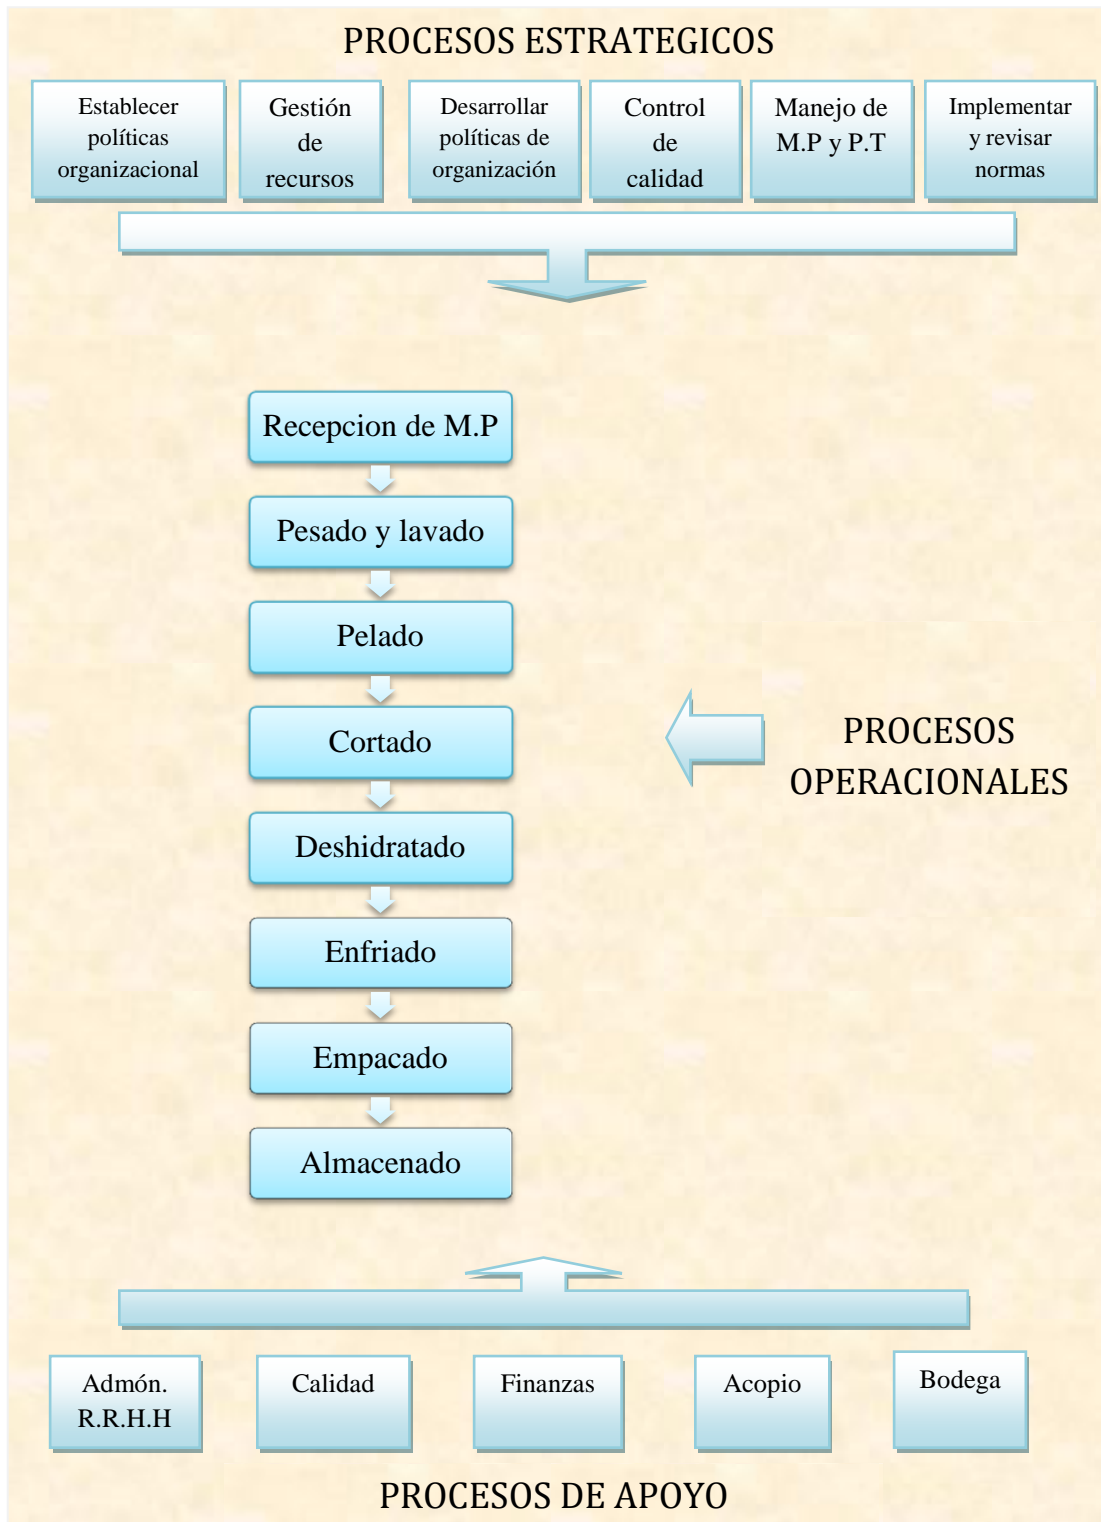 PROCESOS ESTRATEGICOS
Establecer
políticas
organizacional
Gestión
de
recursos
Desarrollar
políticas de
organización
Control
de
calidad
Manejo de
M.P y P.T
Implementar
y revisar
normas
Recepcion de M.P
Pesado y lavado
Pelado
Cortado
Deshidratado
Enfriado
Empacado
Almacenado
PROCESOS
OPERACIONALES
Admón.
R.R.H.H
Calidad
Finanzas
Acopio
Bodega
PROCESOS DE APOYO